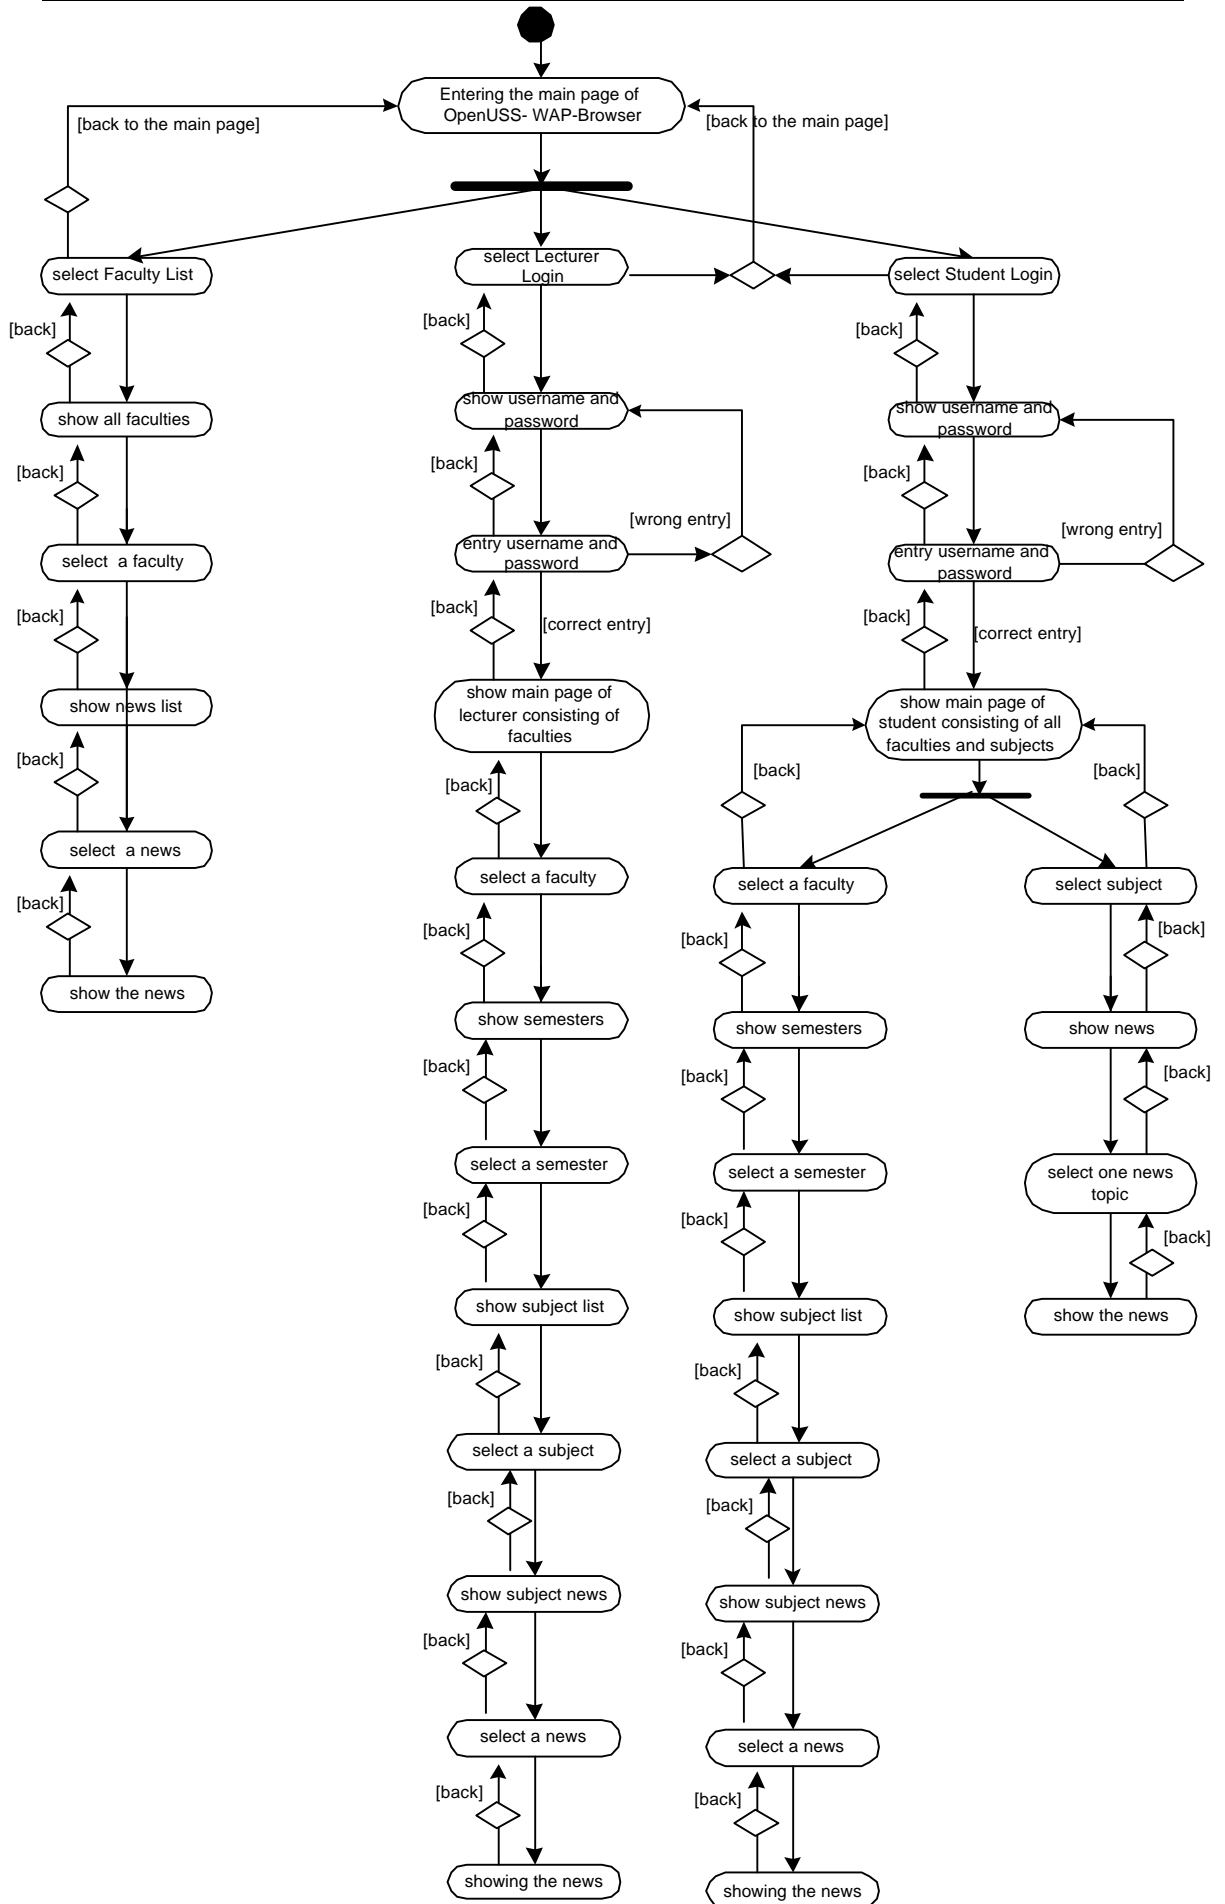 Entering the main page of
OpenUSS- WAP-Browser
[back to the main page]
[back to the main page]
select Faculty List
select Lecturer
Login
select Student Login
[back]
[back]
[back]
show all faculties
show username and
password
show username and
password
[back]
[back]
[back]
[wrong entry]
[wrong entry]
select a faculty
entry username and
password
entry username and
password
[back]
[back]
[correct entry]
[back]
[correct entry]
show news list
show main page of
lecturer consisting of
faculties
show main page of
student consisting of all
faculties and subjects
[back]
[back]
[back]
[back]
select a news
select a faculty
select a faculty
select subject
[back]
[back]
[back]
[back]
show the news
show semesters
show semesters
show news
[back]
[back]
[back]
select a semester
select a semester
select one news
topic
[back]
[back]
[back]
show subject list
show subject list
show the news
[back]
[back]
select a subject
select a subject
[back]
[back]
show subject news
show subject news
[back]
[back]
select a news
select a news
[back]
[back]
showing the news
showing the news